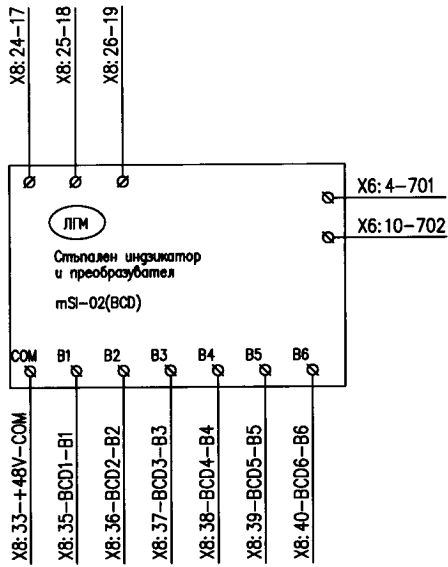 X8:24-17
X8:25-18
X8:26-19
X6:4-701
X6:10-702
ЛГМ
Стъпален индикатор
и преобразувател
mSI-02(BCD)
COM B1 B2 B3 B4 B5 B6
X8:33-+48V-COM
X8:35-BCD1-B1
X8:36-BCD2-B2
X8:37-BCD3-B3
X8:38-BCD4-B4
X8:39-BCD5-B5
X8:40-BCD6-B6